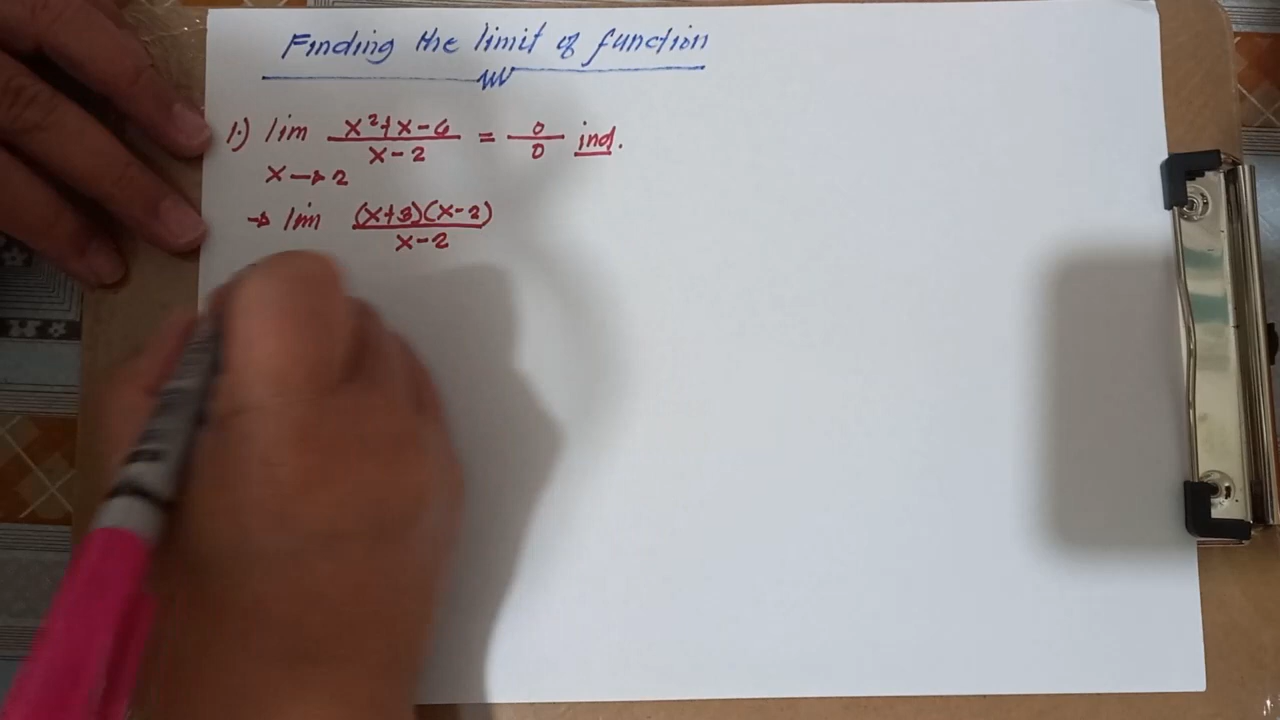 Finding the limit of function
1.) lim x²+x-6 / x-2 = 0/0 ind.
x→2
→ lim (x+3)(x-2) / x-2